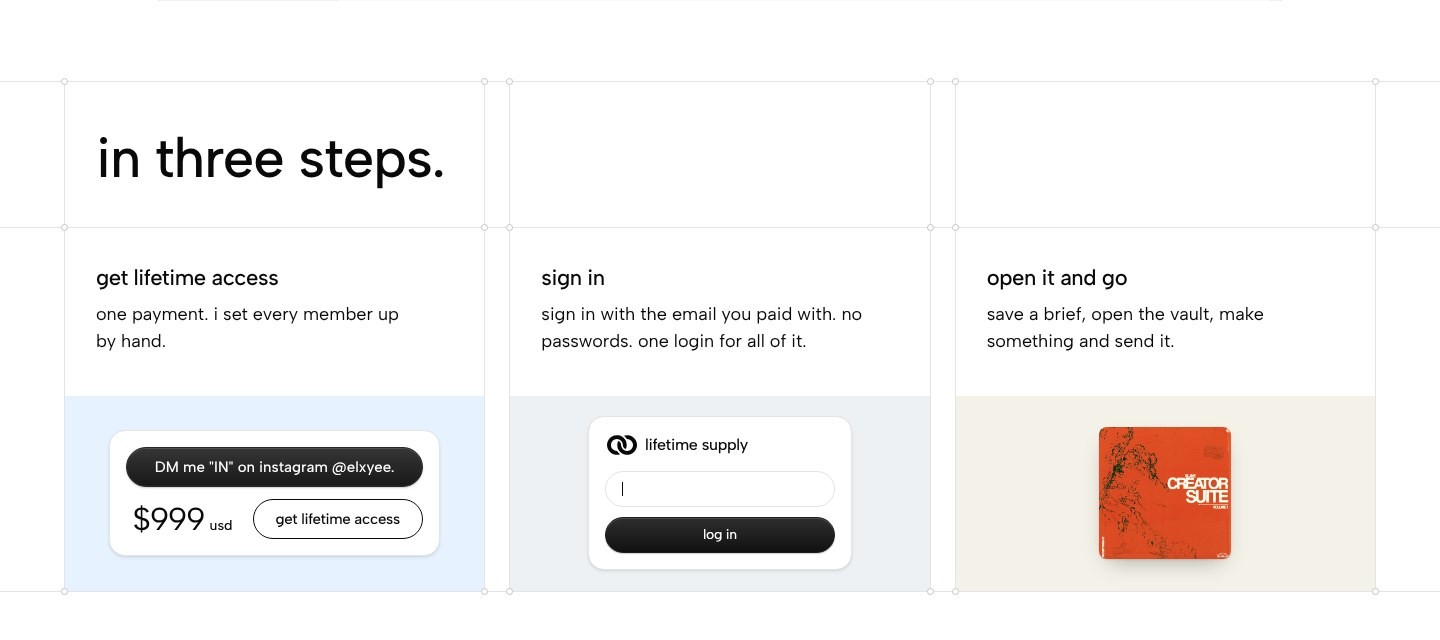 in three steps.
get lifetime access
one payment. i set every member up
by hand.
DM me "IN" on instagram @elxyee.
$999 usd
get lifetime access
sign in
sign in with the email you paid with. no
passwords. one login for all of it.
lifetime supply
log in
open it and go
save a brief, open the vault, make
something and send it.
CREATOR
SUITE